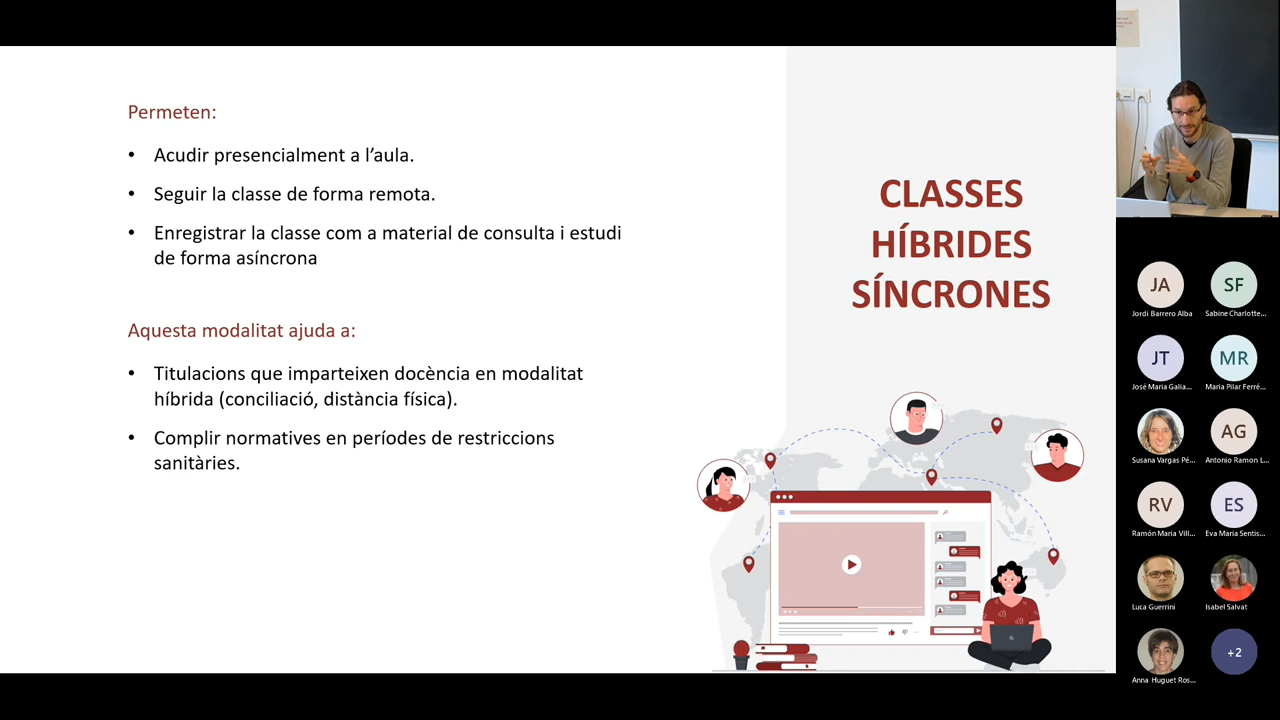 Permeten:
• Acudir presencialment a l’aula.
• Seguir la classe de forma remota.
• Enregistrar la classe com a material de consulta i estudi
de forma asíncrona
Aquesta modalitat ajuda a:
• Titulacions que imparteixen docència en modalitat
híbrida (conciliació, distància física).
• Complir normatives en períodes de restriccions
sanitàries.
CLASSES
HÍBRIDES
SÍNCRONES
JA
Jordi Barrero Alba
SF
Sabine Charlotte...
JT
José María Galia...
MR
Maria Pilar Ferré...
Susana Vargas Pé...
AG
Antonio Ramon L...
RV
Ramón Maria Vill...
ES
Eva Maria Sentis...
Luca Guerrini
Isabel Salvat
Anna Huguet Ros...
+2